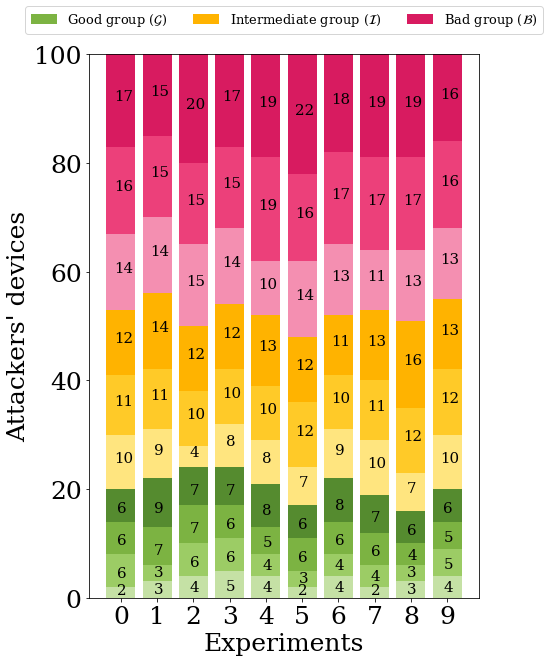 Good group (𝒢) Intermediate group (ℐ) Bad group (ℬ)
100
17 15 20 17 19 22 18 19 19 16
80
16 15 15 15 19 16 17 17 17 16
14 14 15 14 10 14 13 11 13 13
60
12 14 12 12 13 12 11 13 16 13
40
11 11 10 10 10 12 10 11 12 12
10 9 4 8 8 7 9 10 7 10
20
6 9 7 7 8 6 8 7 6 6
6 7 7 6 5 6 6 6 4 5
6 3 6 6 4 3 4 4 3 5
2 3 4 5 4 2 4 2 3 4
0
0 1 2 3 4 5 6 7 8 9
Experiments
Attackers' devices